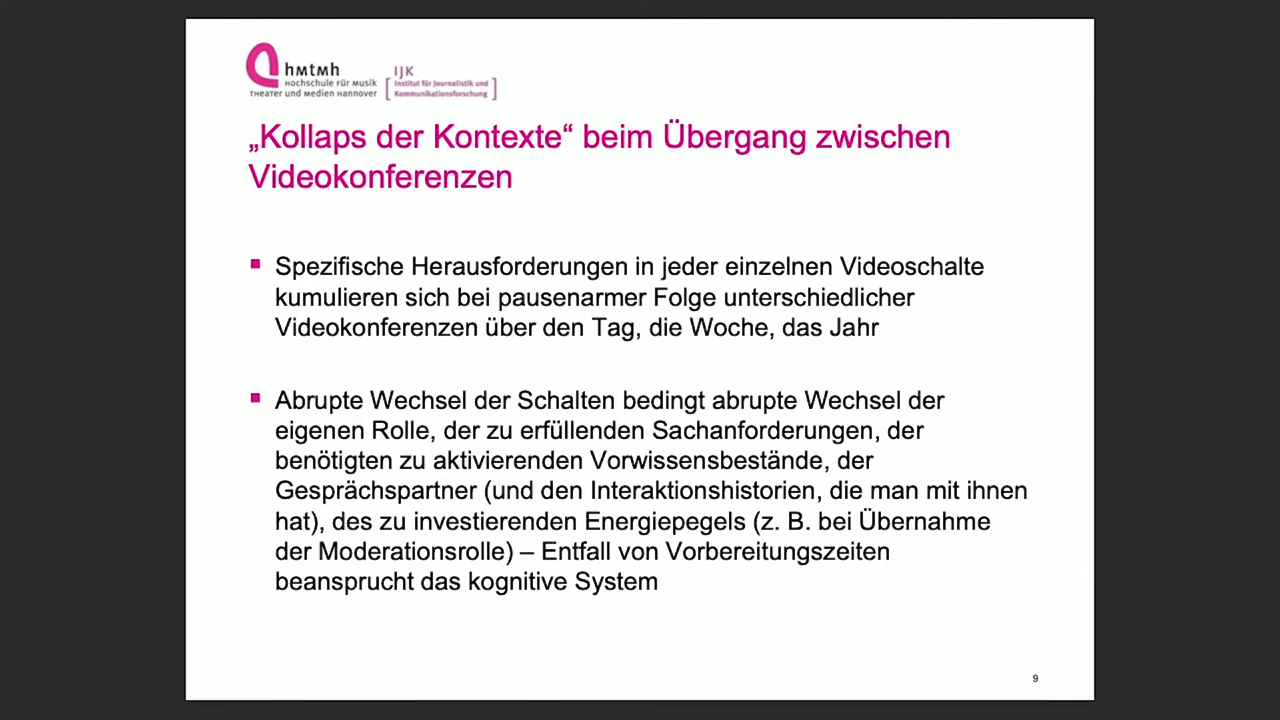 hmtmh
Hochschule für Musik
Theater und Medien Hannover
IJK
Institut für Journalistik und
Kommunikationsforschung
„Kollaps der Kontexte“ beim Übergang zwischen
Videokonferenzen
Spezifische Herausforderungen in jeder einzelnen Videoschalte
kumulieren sich bei pausenarmer Folge unterschiedlicher
Videokonferenzen über den Tag, die Woche, das Jahr
Abrupte Wechsel der Schalten bedingt abrupte Wechsel der
eigenen Rolle, der zu erfüllenden Sachanforderungen, der
benötigten zu aktivierenden Vorwissensbestände, der
Gesprächspartner (und den Interaktionshistorien, die man mit ihnen
hat), des zu investierenden Energiepegels (z. B. bei Übernahme
der Moderationsrolle) – Entfall von Vorbereitungszeiten
beansprucht das kognitive System
9